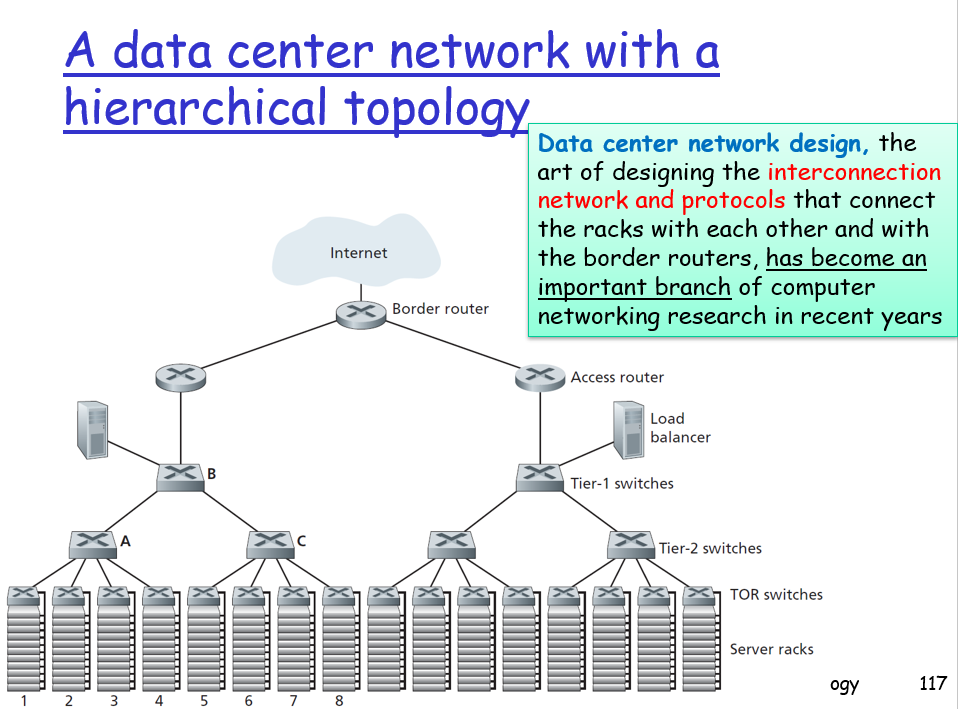 A data center network with a
hierarchical topology
Data center network design, the
art of designing the interconnection
network and protocols that connect
the racks with each other and with
the border routers, has become an
important branch of computer
networking research in recent years
Internet
Border router
Access router
Load
balancer
B
Tier-1 switches
A
C
Tier-2 switches
TOR switches
Server racks
1 2 3 4 5 6 7 8
ogy 117